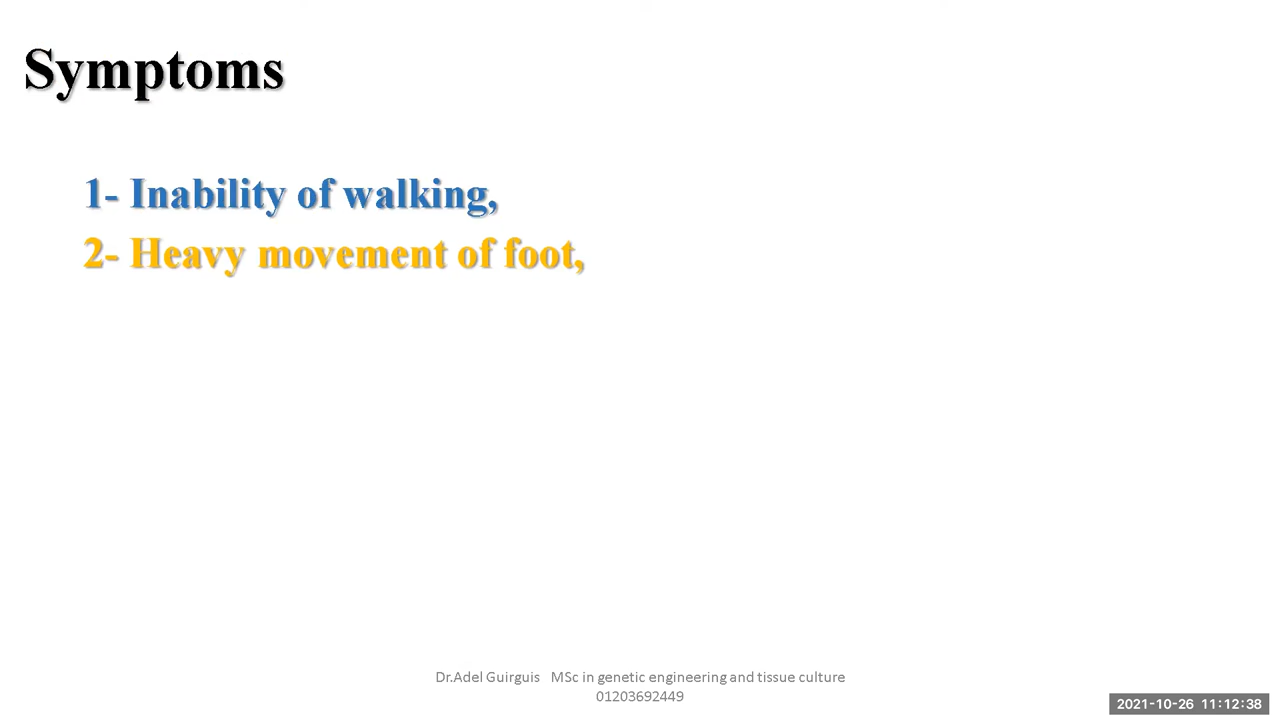 Symptoms
1- Inability of walking,
2- Heavy movement of foot,
Dr.Adel Guirguis MSc in genetic engineering and tissue culture
01203692449
2021-10-26 11:12:38